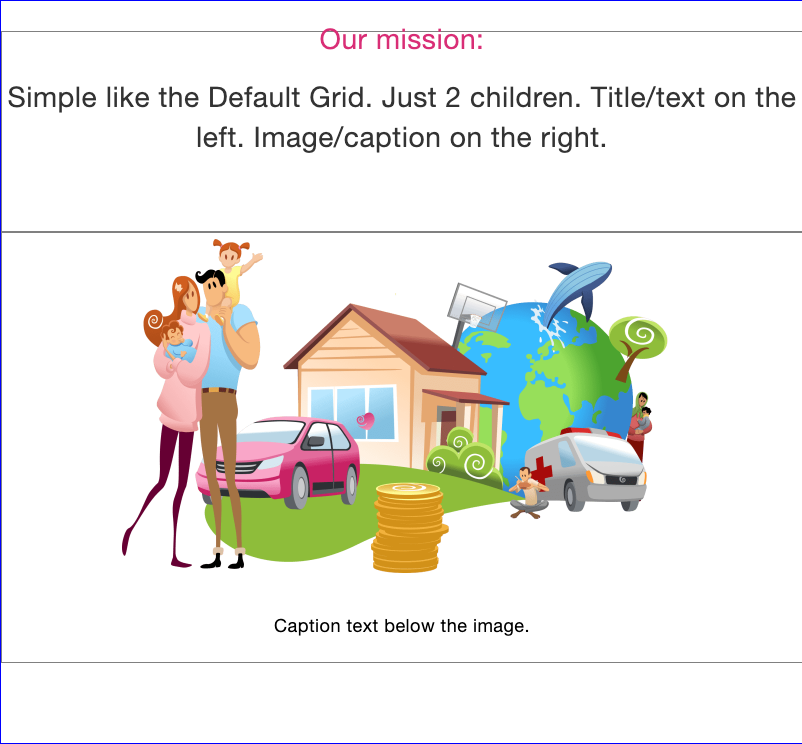 Our mission:
Simple like the Default Grid. Just 2 children. Title/text on the
left. Image/caption on the right.
Caption text below the image.